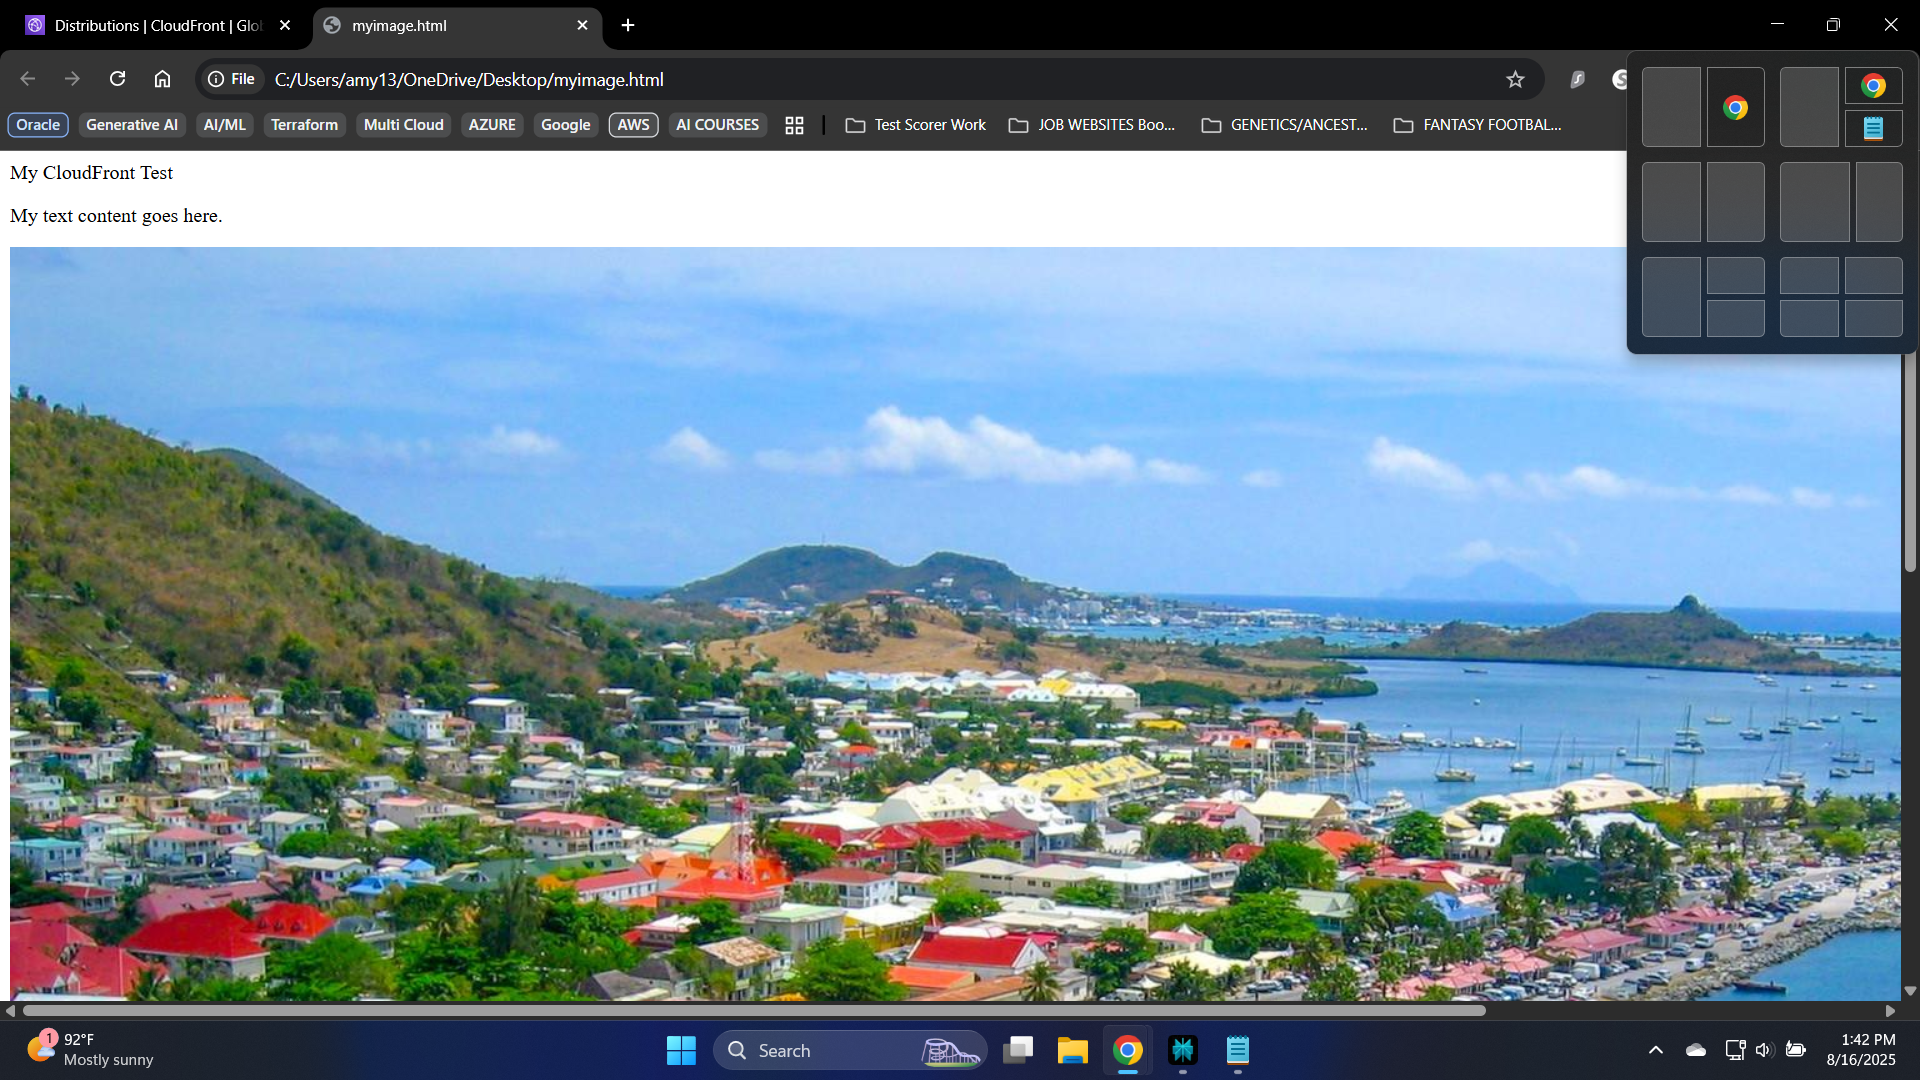 Distributions | CloudFront | Glo
myimage.html
File
C:/Users/amy13/OneDrive/Desktop/myimage.html
Oracle
Generative AI
AI/ML
Terraform
Multi Cloud
AZURE
Google
AWS
AI COURSES
Test Scorer Work
JOB WEBSITES Boo...
GENETICS/ANCEST...
FANTASY FOOTBAL...
My CloudFront Test
My text content goes here.
1
92°F
Mostly sunny
Search
1:42 PM
8/16/2025